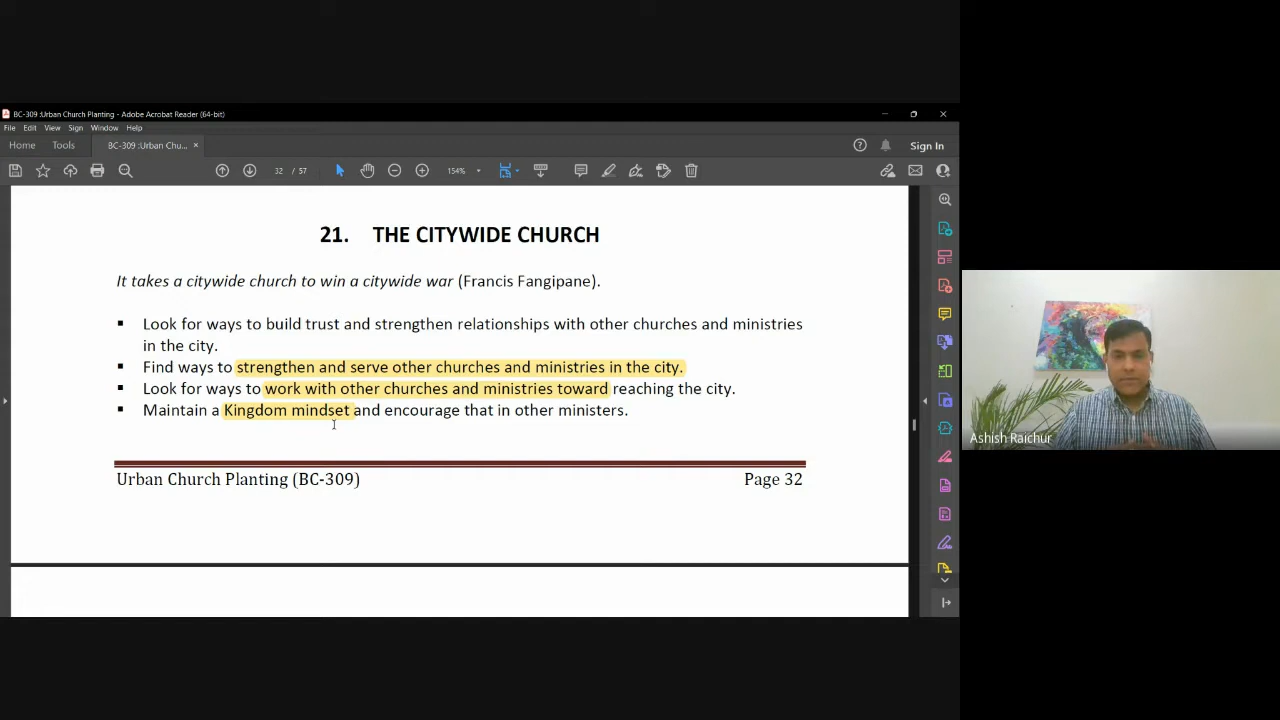 BC-309 :Urban Church Planting - Adobe Acrobat Reader (64-bit)
File Edit View Sign Window Help
Home Tools BC-309 :Urban Chu... × Sign In
32 / 57 154%
21. THE CITYWIDE CHURCH
It takes a citywide church to win a citywide war (Francis Fangipane).
▪ Look for ways to build trust and strengthen relationships with other churches and ministries
in the city.
▪ Find ways to strengthen and serve other churches and ministries in the city.
▪ Look for ways to work with other churches and ministries toward reaching the city.
▪ Maintain a Kingdom mindset and encourage that in other ministers.
Urban Church Planting (BC-309) Page 32
Ashish Raichur